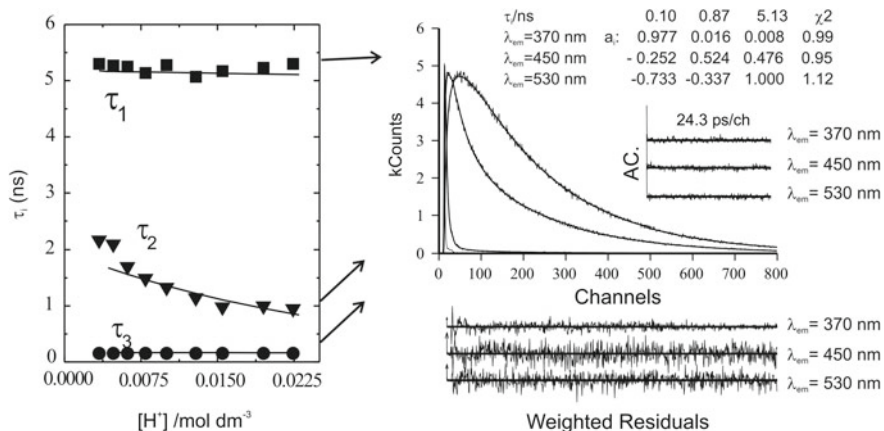 6
5
4
3
2
1
0
τᵢ (ns)
τ₁
τ₂
τ₃
0.0000 0.0075 0.0150 0.0225
[H⁺] /mol dm⁻³
τᵢ/ns 0.10 0.87 5.13 χ2
λem=370 nm aᵢ: 0.977 0.016 0.008 0.99
λem=450 nm - 0.252 0.524 0.476 0.95
λem=530 nm -0.733 -0.337 1.000 1.12
6
5
4
3
2
1
0
kCounts
24.3 ps/ch
AC.
λem= 370 nm
λem= 450 nm
λem= 530 nm
0 100 200 300 400 500 600 700 800
Channels
λem= 370 nm
λem= 450 nm
λem= 530 nm
Weighted Residuals